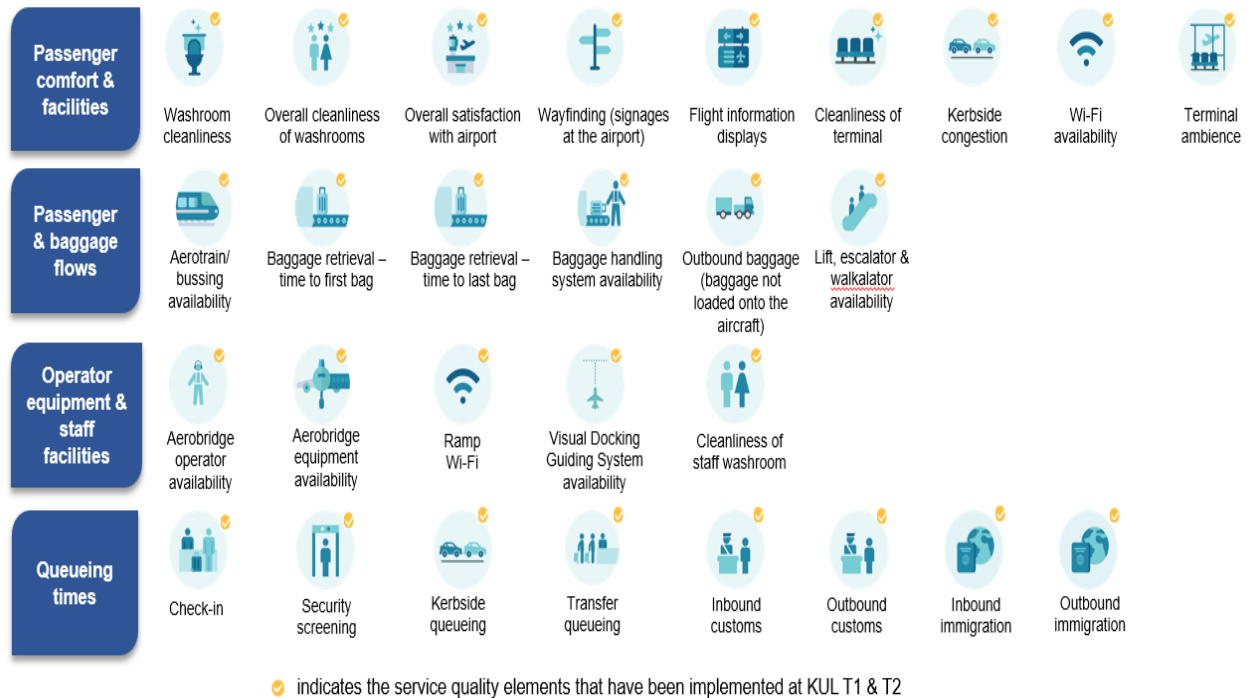 Passenger
comfort &
facilities
Washroom
cleanliness
Overall cleanliness
of washrooms
Overall satisfaction
with airport
Wayfinding (signages
at the airport)
Flight information
displays
Cleanliness of
terminal
Kerbside
congestion
Wi-Fi
availability
Terminal
ambience
Passenger
& baggage
flows
Aerotrain/
bussing
availability
Baggage retrieval –
time to first bag
Baggage retrieval –
time to last bag
Baggage handling
system availability
Outbound baggage
(baggage not
loaded onto the
aircraft)
Lift, escalator &
walkalator
availability
Operator
equipment &
staff
facilities
Aerobridge
operator
availability
Aerobridge
equipment
availability
Ramp
Wi-Fi
Visual Docking
Guiding System
availability
Cleanliness of
staff washroom
Queueing
times
Check-in
Security
screening
Kerbside
queueing
Transfer
queueing
Inbound
customs
Outbound
customs
Inbound
immigration
Outbound
immigration
indicates the service quality elements that have been implemented at KUL T1 & T2